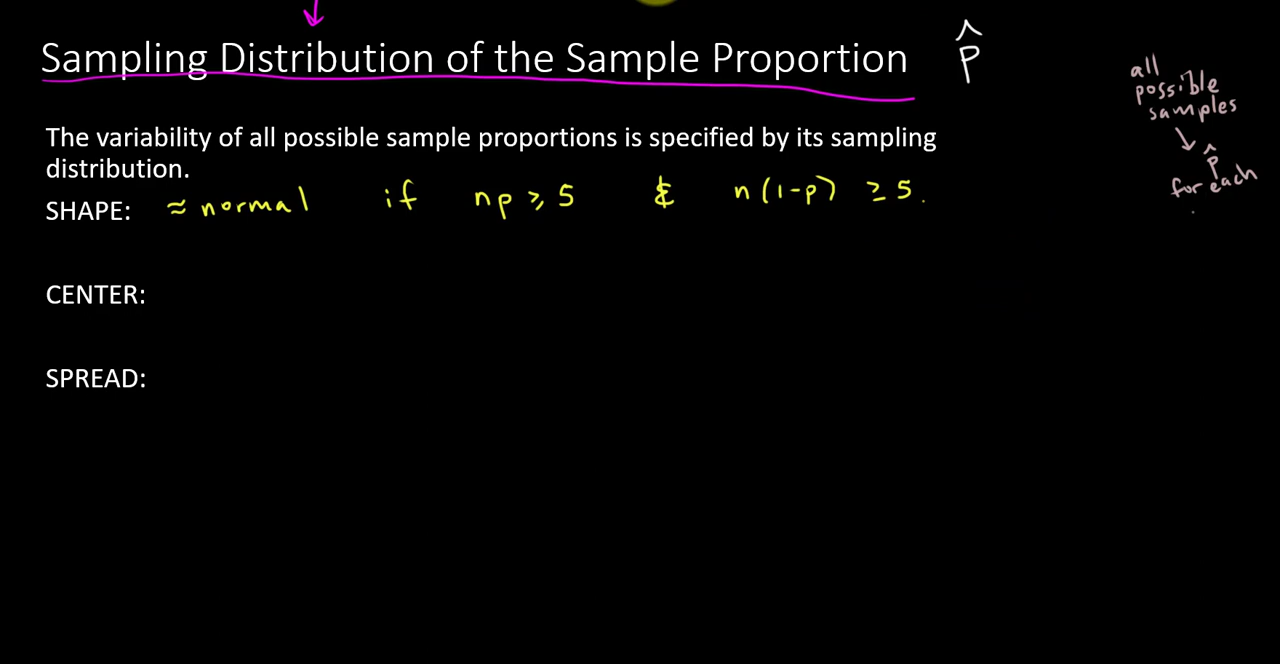 Sampling Distribution of the Sample Proportion p̂
all
possible
samples
p̂
for each
The variability of all possible sample proportions is specified by its sampling
distribution.
SHAPE: ≈ normal if np ≥ 5 & n(1-p) ≥ 5.
CENTER:
SPREAD: